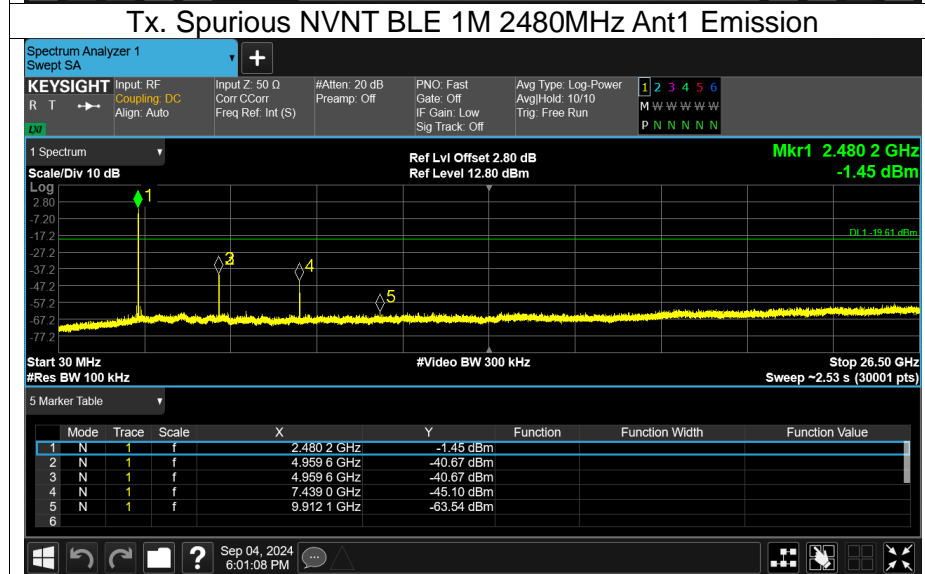 Tx. Spurious NVNT BLE 1M 2480MHz Ant1 Emission
Spectrum Analyzer 1
Swept SA
+
KEYSIGHT Input: RF Input Z: 50 Ω #Atten: 20 dB PNO: Fast Avg Type: Log-Power 1 2 3 4 5 6
R T Coupling: DC Corr CCorr Preamp: Off Gate: Off Avg|Hold: 10/10 M W W W W W
Align: Auto Freq Ref: Int (S) IF Gain: Low Trig: Free Run
LXI Sig Track: Off P N N N N N
1 Spectrum Ref Lvl Offset 2.80 dB Mkr1 2.480 2 GHz
Scale/Div 10 dB Ref Level 12.80 dBm -1.45 dBm
Log
1
2.80
-7.20
-17.2
DL1 -19.61 dBm
-27.2
3
4
-37.2
-47.2
5
-57.2
-67.2
-77.2
Start 30 MHz #Video BW 300 kHz Stop 26.50 GHz
#Res BW 100 kHz Sweep ~2.53 s (30001 pts)
5 Marker Table
Mode Trace Scale X Y Function Function Width Function Value
1 N 1 f 2.480 2 GHz -1.45 dBm
2 N 1 f 4.959 6 GHz -40.67 dBm
3 N 1 f 4.959 6 GHz -40.67 dBm
4 N 1 f 7.439 0 GHz -45.10 dBm
5 N 1 f 9.912 1 GHz -63.54 dBm
6
? Sep 04, 2024
6:01:08 PM